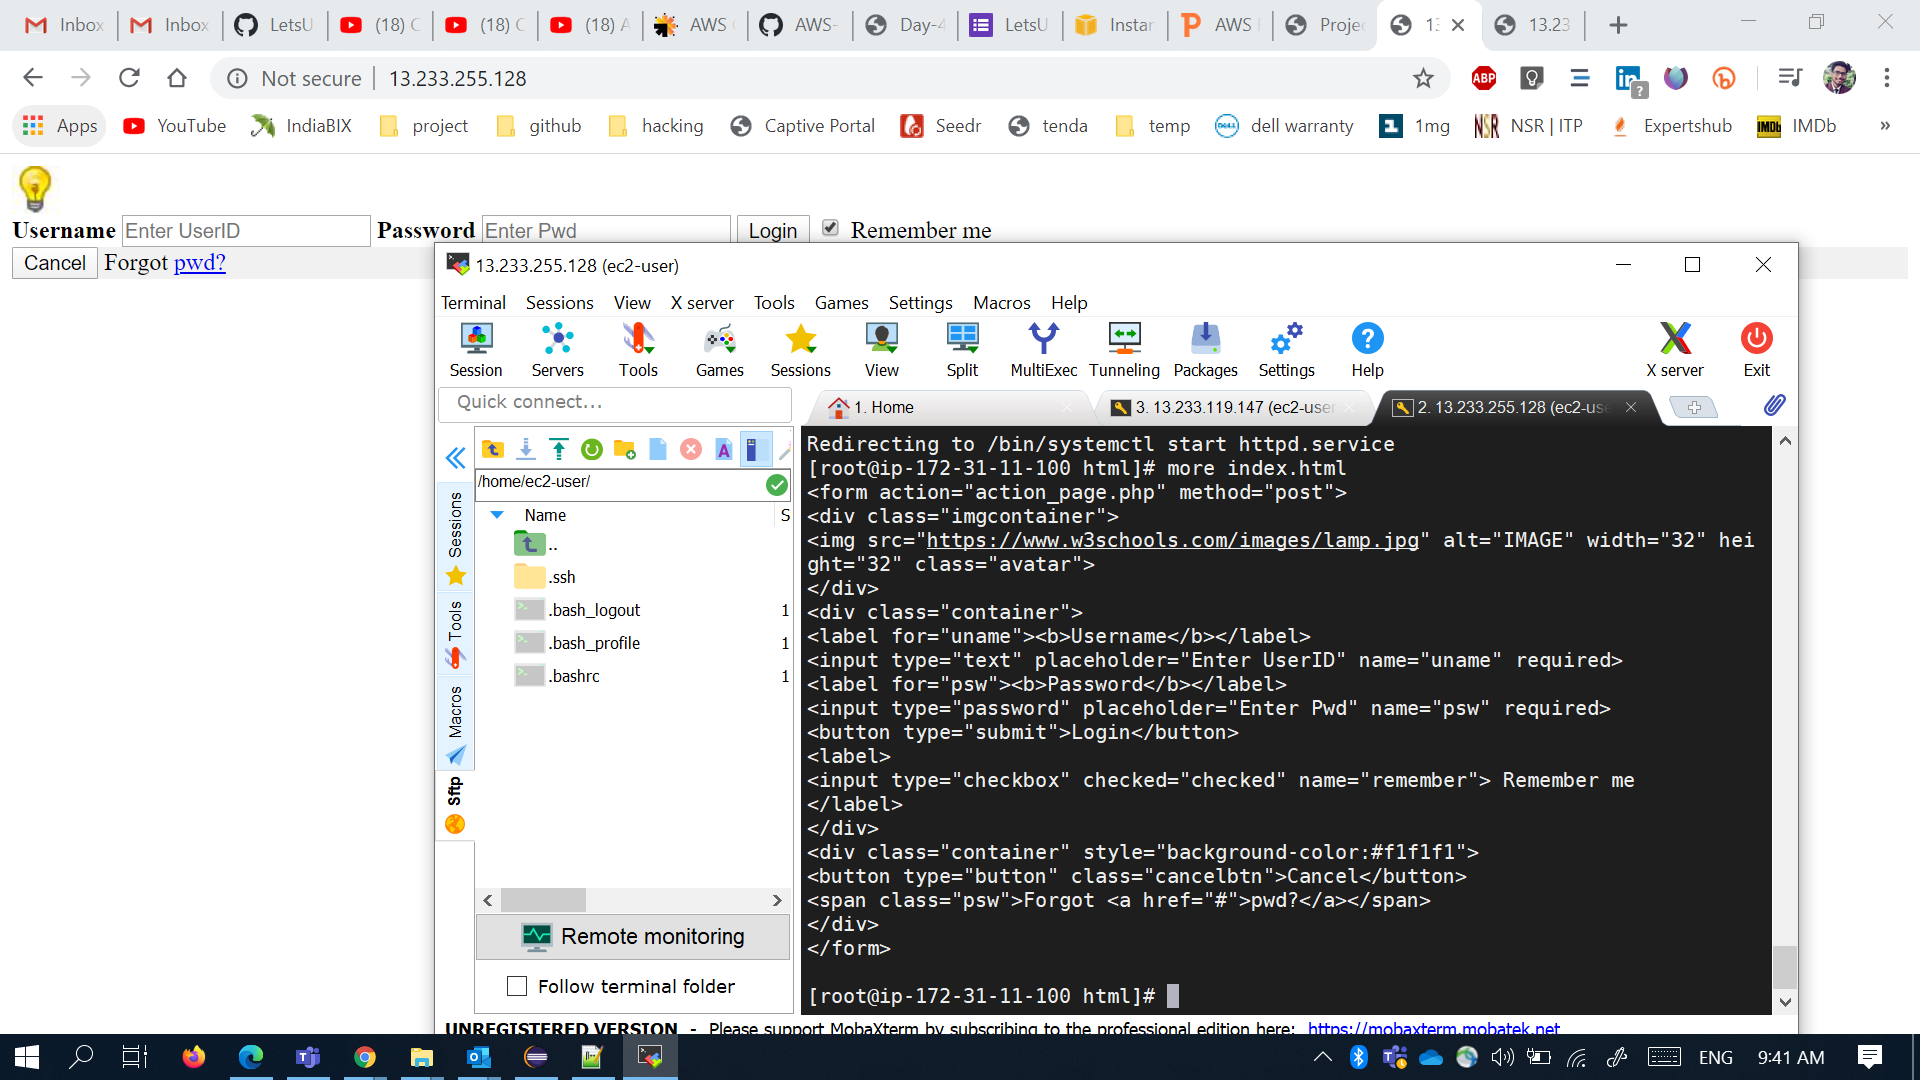 Inbox
Inbox
LetsU
(18) C
(18) C
(18) A
AWS
AWS-
Day-4
LetsU
Instar
AWS
Projec
13.23
Not secure 13.233.255.128
ABP
Apps YouTube IndiaBIX project github hacking Captive Portal Seedr tenda temp dell warranty 1mg NSR | ITP Expertshub IMDb »
Username Enter UserID Password Enter Pwd Login Remember me
Cancel Forgot pwd?
13.233.255.128 (ec2-user)
Terminal Sessions View X server Tools Games Settings Macros Help
Session Servers Tools Games Sessions View Split MultiExec Tunneling Packages Settings Help X server Exit
Quick connect...
1. Home
3. 13.233.119.147 (ec2-user
2. 13.233.255.128 (ec2-use
Sessions
Tools
Macros
Sftp
/home/ec2-user/
Name S
..
.ssh
.bash_logout 1
.bash_profile 1
.bashrc 1
Remote monitoring
Follow terminal folder
Redirecting to /bin/systemctl start httpd.service
[root@ip-172-31-11-100 html]# more index.html
<form action="action_page.php" method="post">
<div class="imgcontainer">
<img src="https://www.w3schools.com/images/lamp.jpg" alt="IMAGE" width="32" hei
ght="32" class="avatar">
</div>
<div class="container">
<label for="uname"><b>Username</b></label>
<input type="text" placeholder="Enter UserID" name="uname" required>
<label for="psw"><b>Password</b></label>
<input type="password" placeholder="Enter Pwd" name="psw" required>
<button type="submit">Login</button>
<label>
<input type="checkbox" checked="checked" name="remember"> Remember me
</label>
</div>
<div class="container" style="background-color:#f1f1f1">
<button type="button" class="cancelbtn">Cancel</button>
<span class="psw">Forgot <a href="#">pwd?</a></span>
</div>
</form>
[root@ip-172-31-11-100 html]#
UNREGISTERED VERSION - Please support MobaXterm by subscribing to the professional edition here: https://mobaxterm.mobatek.net
ENG 9:41 AM